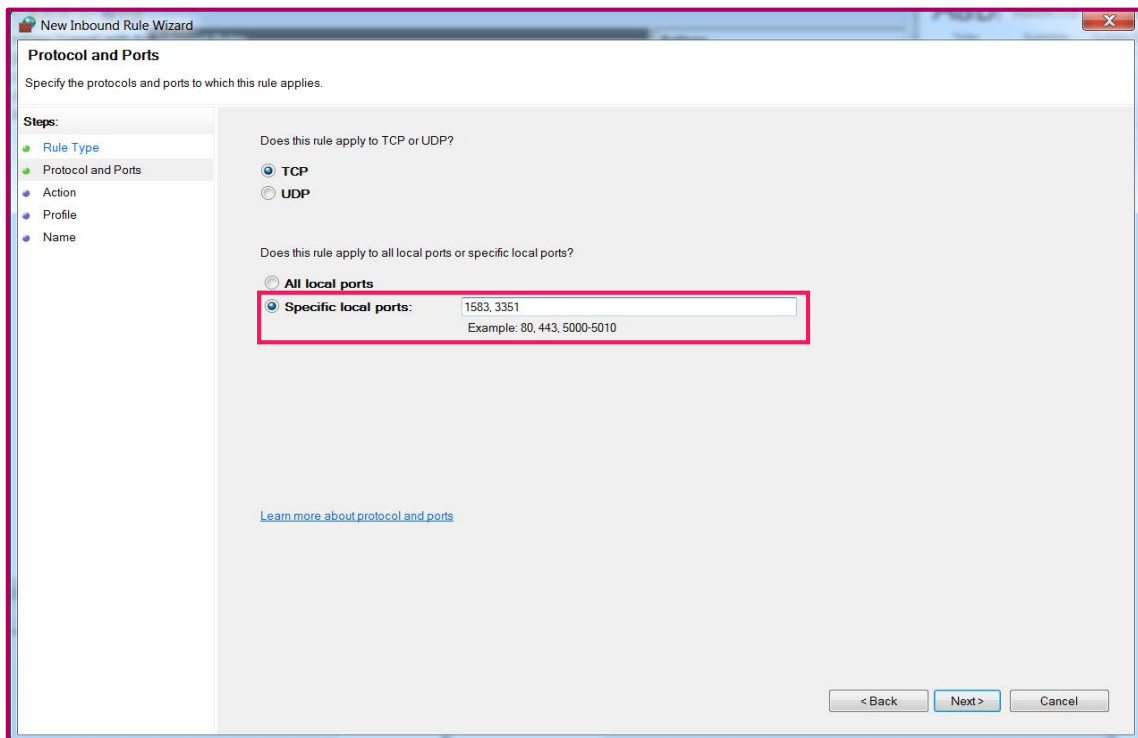 New Inbound Rule Wizard
Protocol and Ports
Specify the protocols and ports to which this rule applies.
Steps:
Rule Type
Protocol and Ports
Action
Profile
Name
Does this rule apply to TCP or UDP?
TCP
UDP
Does this rule apply to all local ports or specific local ports?
All local ports
Specific local ports: 1583, 3351
Example: 80, 443, 5000-5010
Learn more about protocol and ports
< Back Next > Cancel